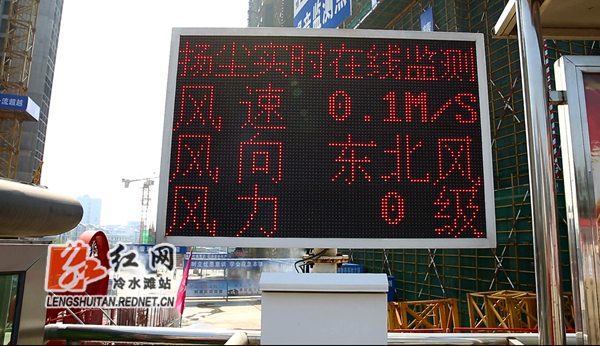 扬尘实时在线监测
风速 0.1M/S
风向 东北风
风力 0级
红网
冷水滩站
LENGSHUITAN.REDNET.CN